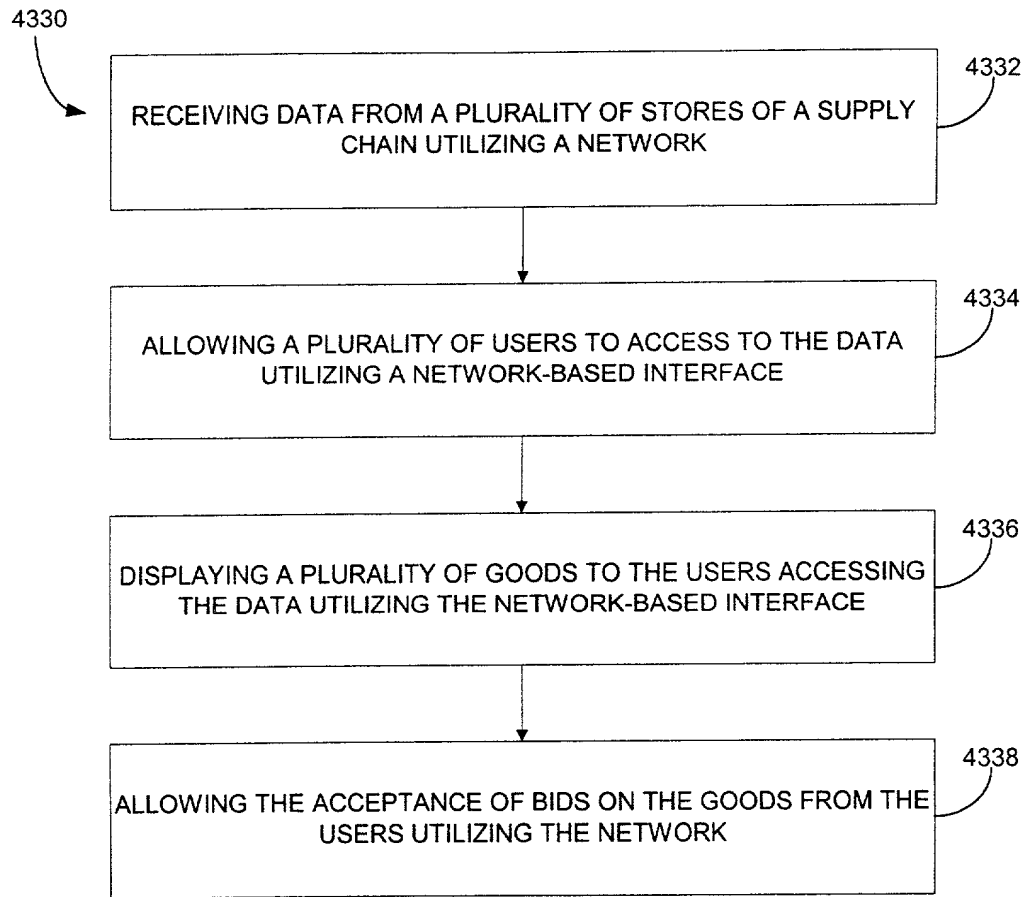 4330
4332
RECEIVING DATA FROM A PLURALITY OF STORES OF A SUPPLY
CHAIN UTILIZING A NETWORK
4334
ALLOWING A PLURALITY OF USERS TO ACCESS TO THE DATA
UTILIZING A NETWORK-BASED INTERFACE
4336
DISPLAYING A PLURALITY OF GOODS TO THE USERS ACCESSING
THE DATA UTILIZING THE NETWORK-BASED INTERFACE
4338
ALLOWING THE ACCEPTANCE OF BIDS ON THE GOODS FROM THE
USERS UTILIZING THE NETWORK